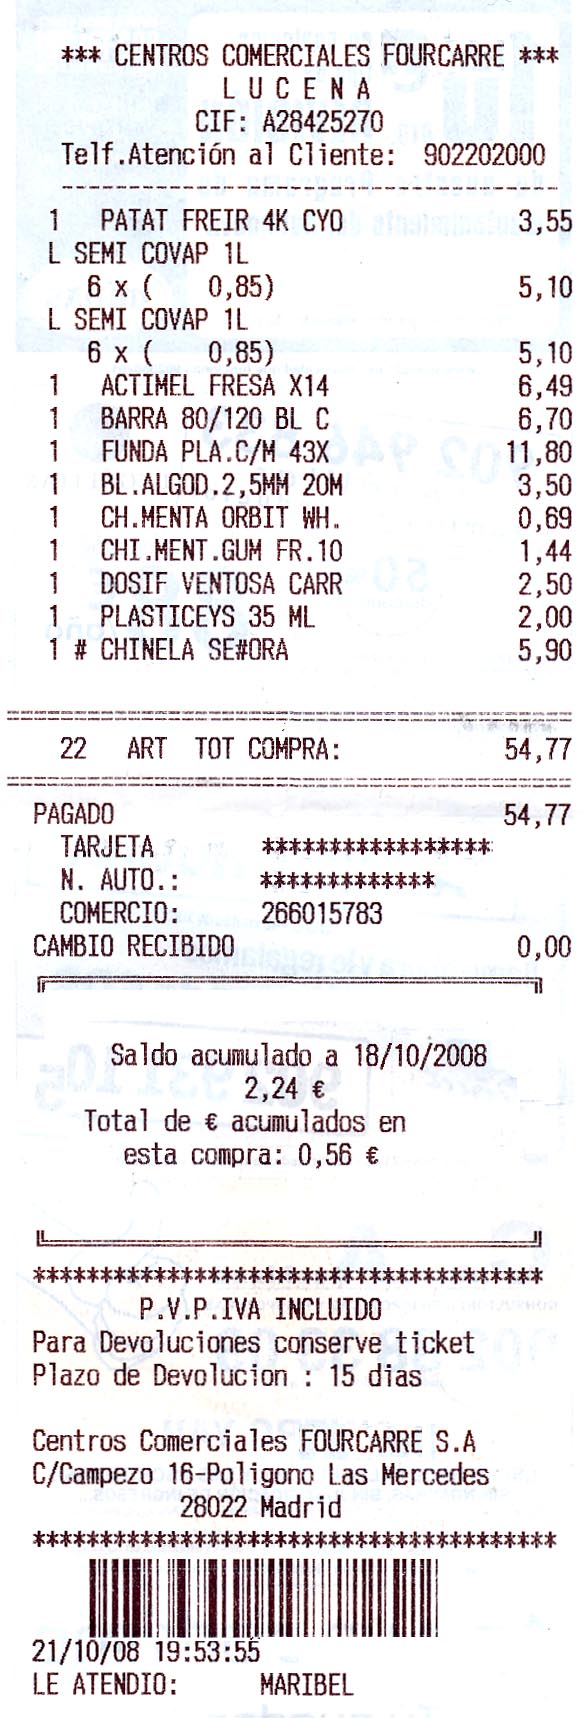 *** CENTROS COMERCIALES FOURCARRE ***
L U C E N A
CIF: A28425270
Telf.Atención al Cliente: 902202000
1 PATAT FREIR 4K CYO 3,55
L SEMI COVAP 1L
6 x ( 0,85) 5,10
L SEMI COVAP 1L
6 x ( 0,85) 5,10
1 ACTIMEL FRESA X14 6,49
1 BARRA 80/120 BL C 6,70
1 FUNDA PLA.C/M 43X 11,80
1 BL.ALGOD.2,5MM 20M 3,50
1 CH.MENTA ORBIT WH. 0,69
1 CHI.MENT.GUM FR.10 1,44
1 DOSIF VENTOSA CARR 2,50
1 PLASTICEYS 35 ML 2,00
1 # CHINELA SE#ORA 5,90
22 ART TOT COMPRA: 54,77
PAGADO 54,77
TARJETA *****************
N. AUTO.: *************
COMERCIO: 266015783
CAMBIO RECIBIDO 0,00
Saldo acumulado a 18/10/2008
2,24 €
Total de € acumulados en
esta compra: 0,56 €
**************************************
P.V.P.IVA INCLUIDO
Para Devoluciones conserve ticket
Plazo de Devolucion : 15 dias
Centros Comerciales FOURCARRE S.A
C/Campezo 16-Poligono Las Mercedes
28022 Madrid
***************************************
21/10/08 19:53:55
LE ATENDIO: MARIBEL